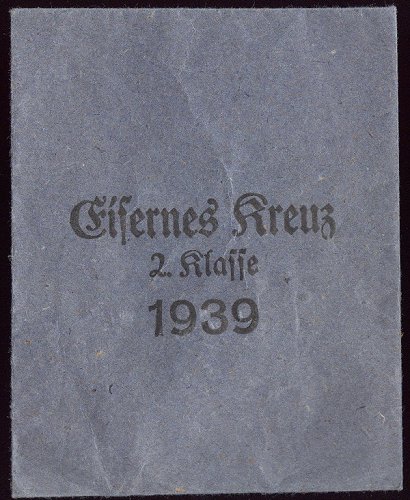 Eisernes Kreuz
2. Klasse
1939